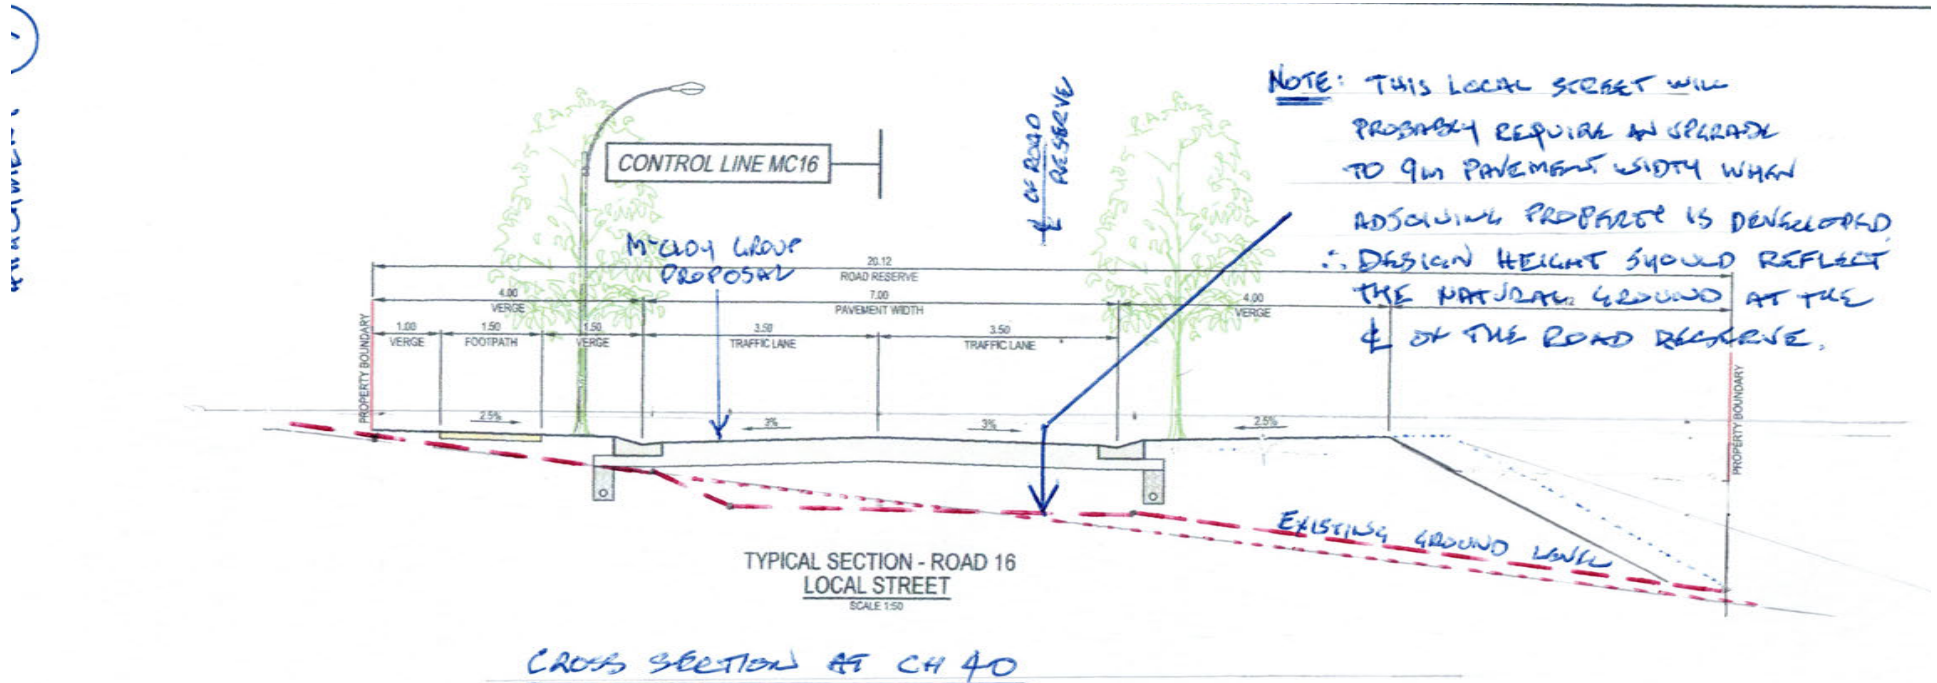 ATTACHMENT
NOTE: THIS LOCAL STREET WILL
PROBABLY REQUIRE AN UPGRADE
TO 9m PAVEMENT WIDTH WHEN
ADJOINING PROPERTY IS DEVELOPED
∴ DESIGN HEIGHT SHOULD REFLECT
THE NATURAL GROUND AT THE
℄ OF THE ROAD RESERVE.
℄ OF ROAD
RESERVE
CONTROL LINE MC16
McCLOY GROUP
PROPOSAL
20.12
ROAD RESERVE
4.00
VERGE
7.00
PAVEMENT WIDTH
4.00
VERGE
1.00
VERGE
1.50
FOOTPATH
1.50
VERGE
3.50
TRAFFIC LANE
3.50
TRAFFIC LANE
PROPERTY BOUNDARY
PROPERTY BOUNDARY
2.5%
3%
3%
2.5%
EXISTING GROUND LEVEL
TYPICAL SECTION - ROAD 16
LOCAL STREET
SCALE 1:50
CROSS SECTION AT CH 40